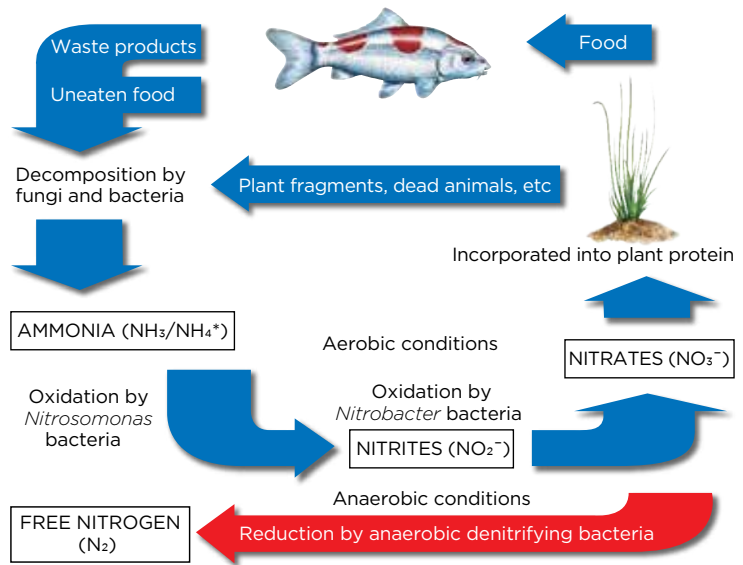 Waste products
Food
Uneaten food
Decomposition by
fungi and bacteria
Plant fragments, dead animals, etc
Incorporated into plant protein
AMMONIA (NH₃/NH₄*)
Aerobic conditions
NITRATES (NO₃⁻)
Oxidation by
Nitrosomonas
bacteria
Oxidation by
Nitrobacter bacteria
NITRITES (NO₂⁻)
Anaerobic conditions
FREE NITROGEN
(N₂)
Reduction by anaerobic denitrifying bacteria